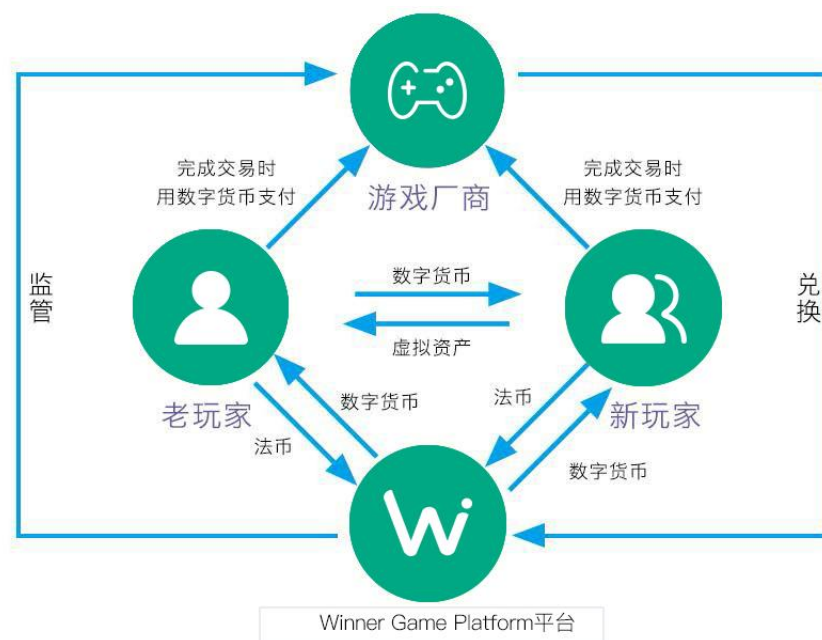 完成交易时
用数字货币支付
完成交易时
用数字货币支付
游戏厂商
监管
数字货币
兑换
虚拟资产
老玩家
数字货币
法币
新玩家
法币
数字货币
Wi
Winner Game Platform平台